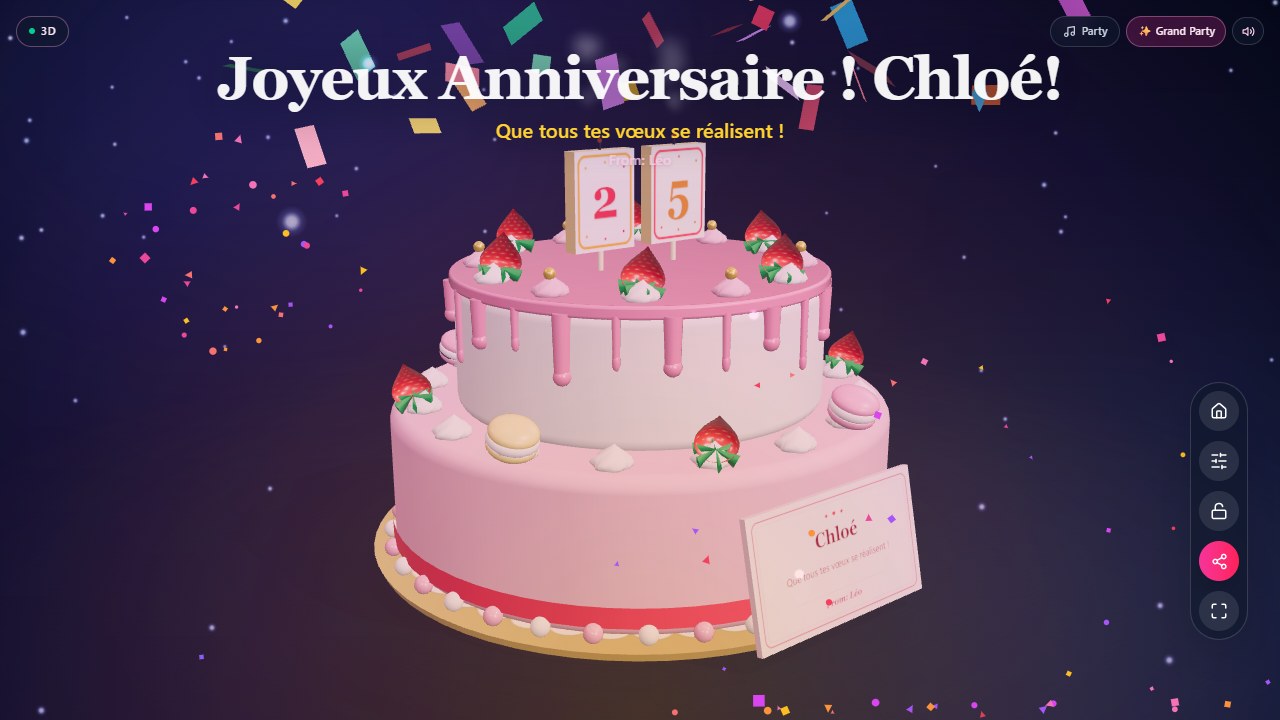 3D
Party
Grand Party
Joyeux Anniversaire ! Chloé!
Que tous tes vœux se réalisent !
From: Léo
2 5
Chloé
Que tous tes vœux se réalisent !
From: Léo